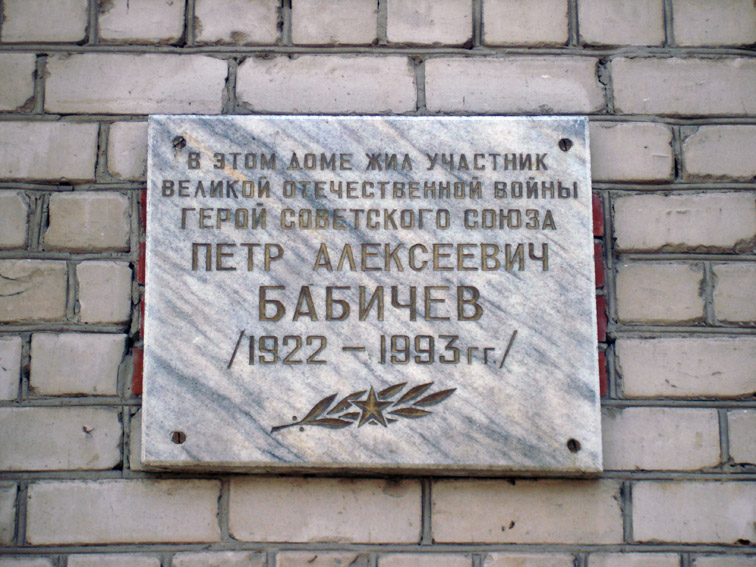 В ЭТОМ ДОМЕ ЖИЛ УЧАСТНИК
ВЕЛИКОЙ ОТЕЧЕСТВЕННОЙ ВОЙНЫ
ГЕРОЙ СОВЕТСКОГО СОЮЗА
ПЕТР АЛЕКСЕЕВИЧ
БАБИЧЕВ
/1922 – 1993гг./